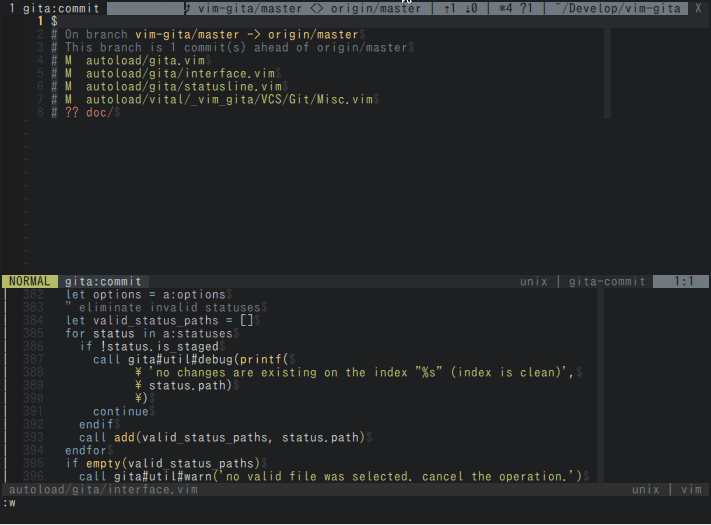 1 gita:commit vim-gita/master <> origin/master | ↑1 ↓0 | *4 ?1 | ~/Develop/vim-gita X
1 $
2 # On branch vim-gita/master -> origin/master$
3 # This branch is 1 commit(s) ahead of origin/master$
4 # M  autoload/gita.vim$
5 # M  autoload/gita/interface.vim$
6 # M  autoload/gita/statusline.vim$
7 # M  autoload/vital/_vim_gita/VCS/Git/Misc.vim$
8 # ?? doc/$
NORMAL gita:commit unix | gita-commit 1:1
382 let options = a:options$
383 " eliminate invalid statuses$
384 let valid_status_paths = []$
385 for status in a:statuses$
386   if !status.is_staged$
387     call gita#util#debug(printf($
388           ¥ 'no changes are existing on the index "%s" (index is clean)',$
389           ¥ status.path)$
390           ¥)$
391     continue$
392   endif$
393   call add(valid_status_paths, status.path)$
394 endfor$
395 if empty(valid_status_paths)$
396   call gita#util#warn('no valid file was selected. cancel the operation.')$
autoload/gita/interface.vim unix | vim
:w